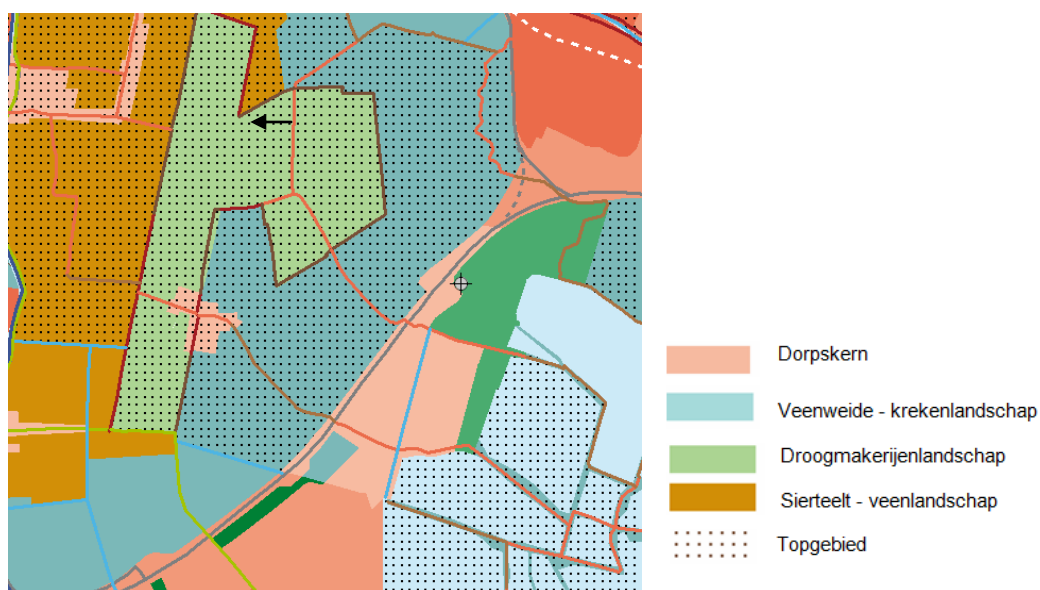 Dorpskern
Veenweide - krekenlandschap
Droogmakerijenlandschap
Sierteelt - veenlandschap
Topgebied